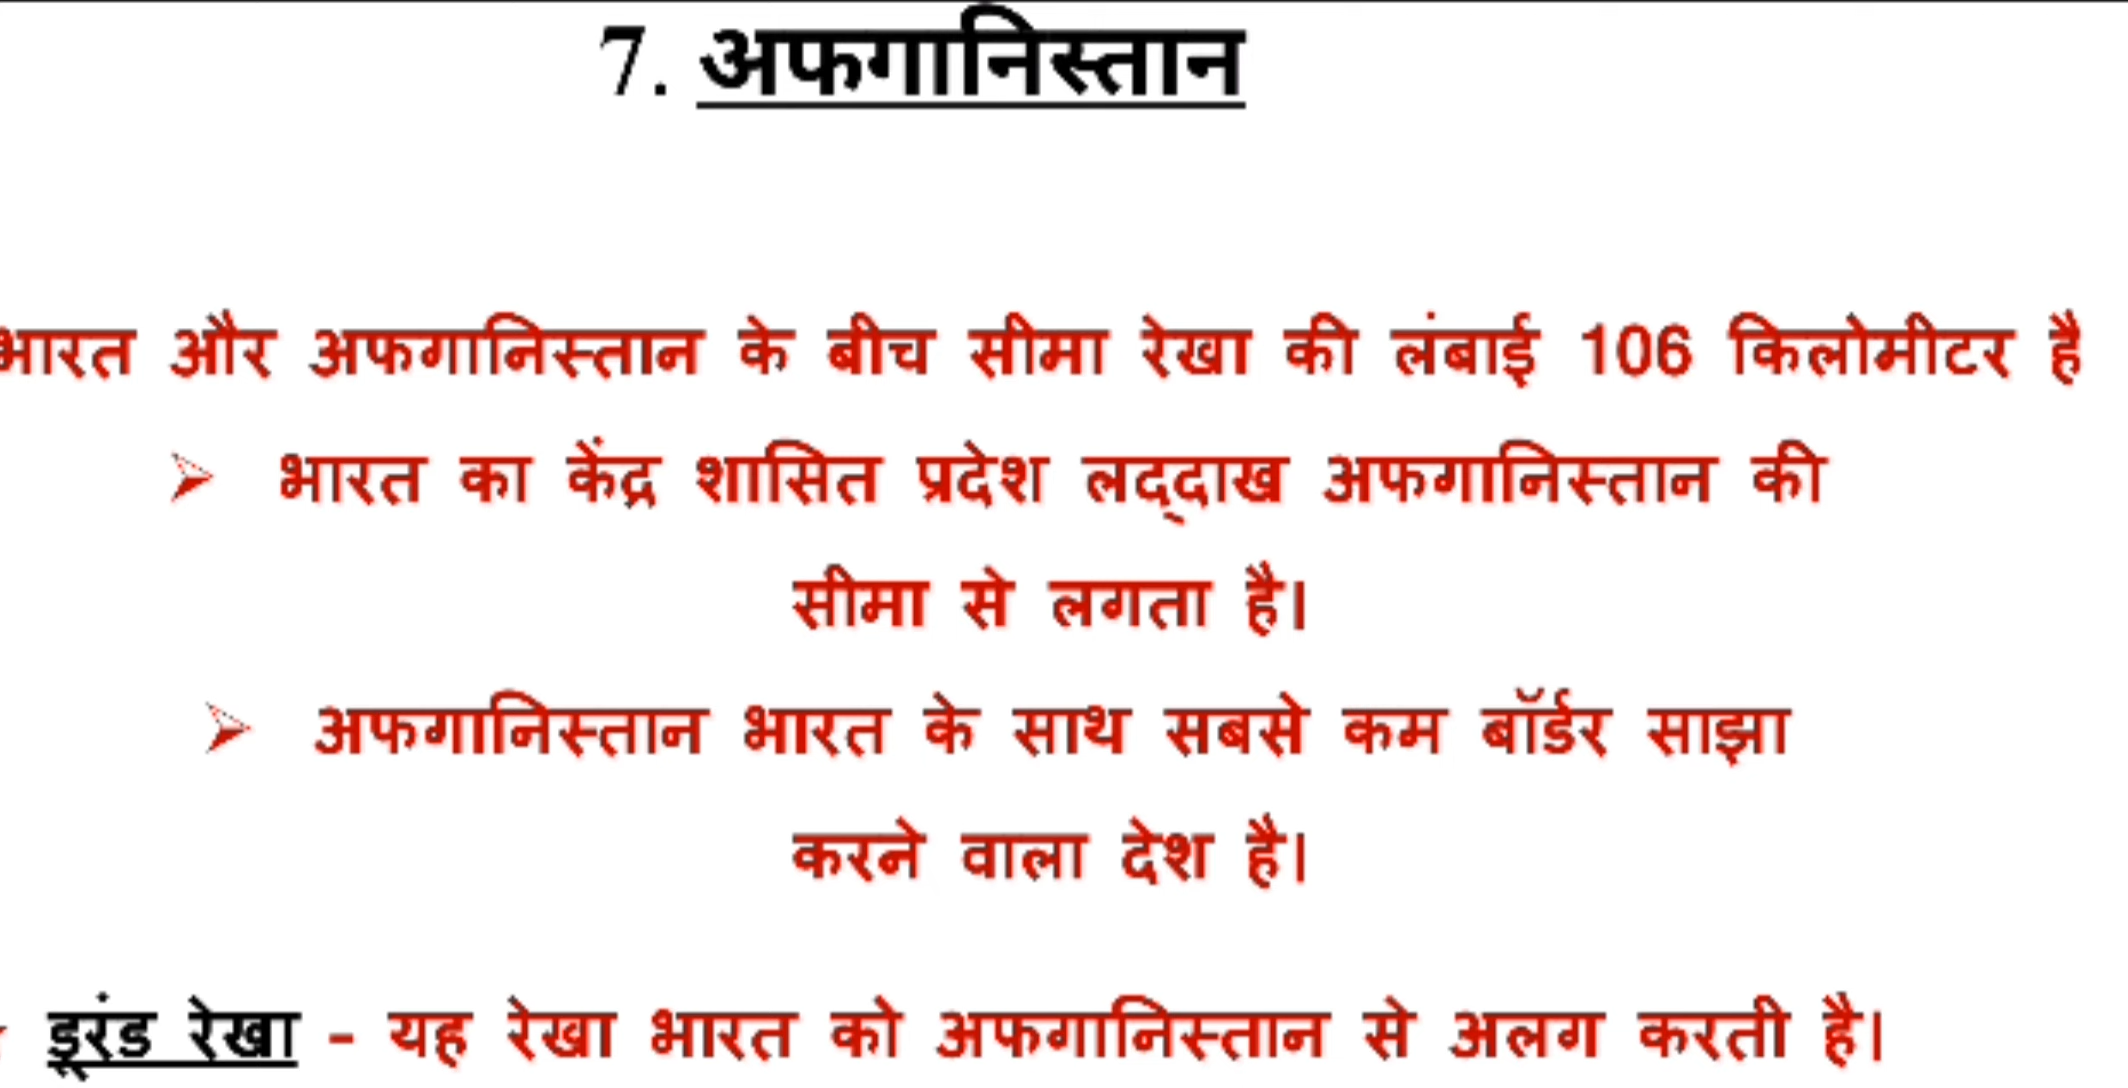 7. अफगानिस्तान
भारत और अफगानिस्तान के बीच सीमा रेखा की लंबाई 106 किलोमीटर है
➢ भारत का केंद्र शासित प्रदेश लद्दाख अफगानिस्तान की
सीमा से लगता है।
➢ अफगानिस्तान भारत के साथ सबसे कम बॉर्डर साझा
करने वाला देश है।
डूरंड रेखा - यह रेखा भारत को अफगानिस्तान से अलग करती है।